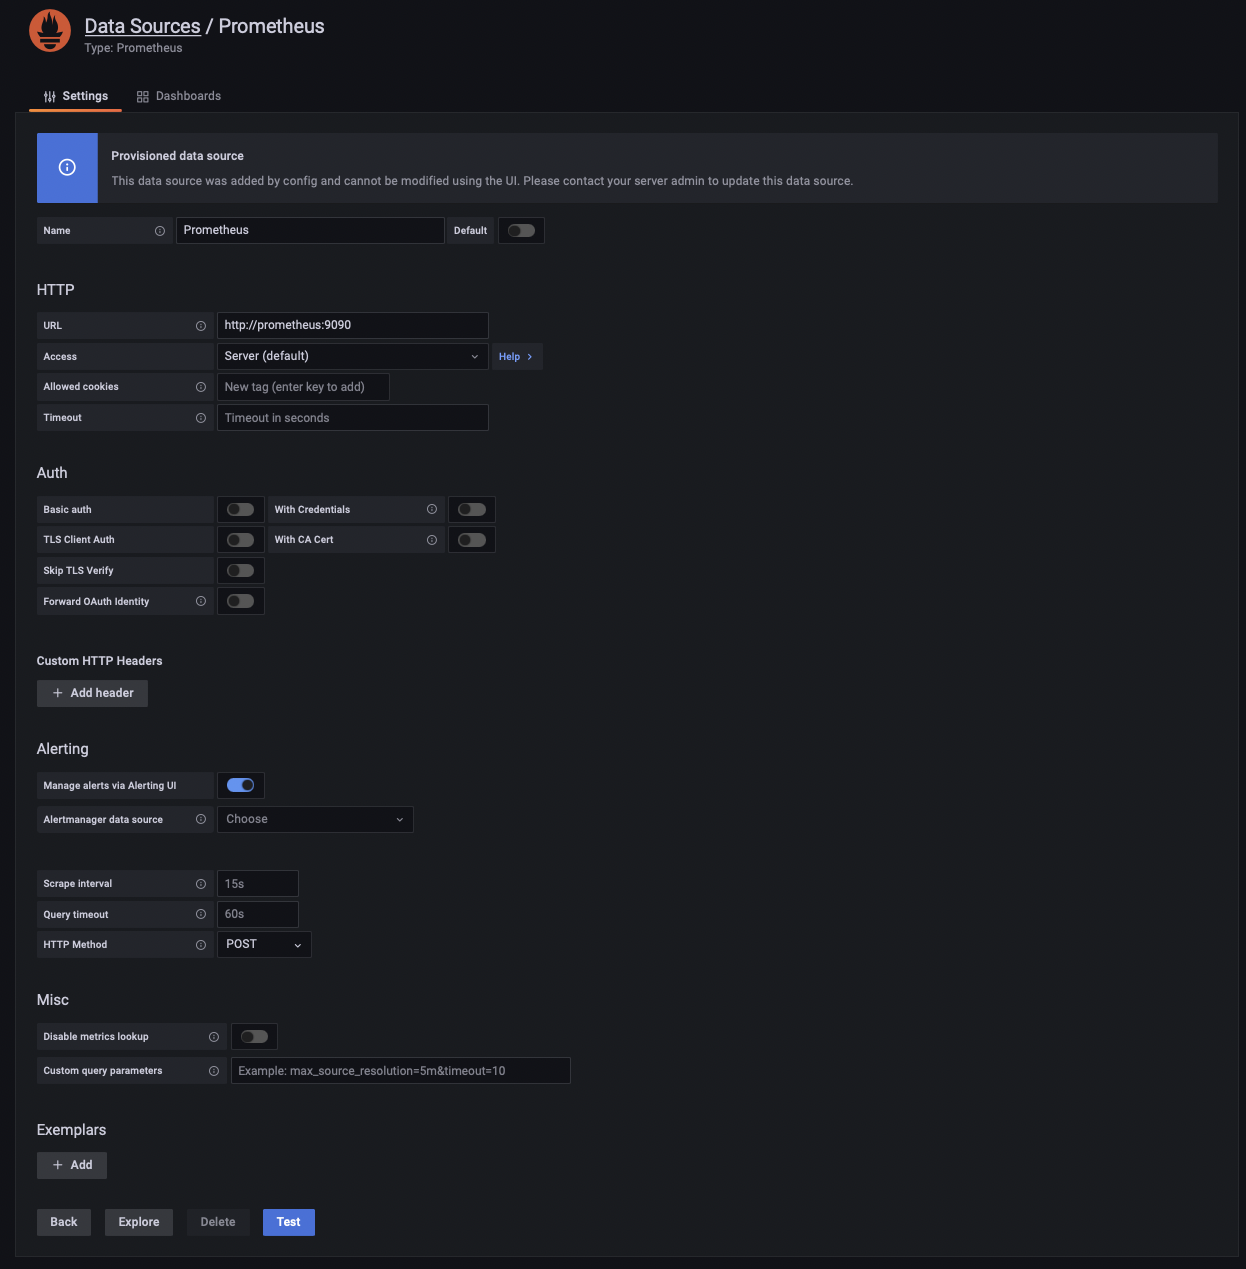 Data Sources / Prometheus
Type: Prometheus
Settings
Dashboards
Provisioned data source
This data source was added by config and cannot be modified using the UI. Please contact your server admin to update this data source.
Name
Prometheus
Default
HTTP
URL
http://prometheus:9090
Access
Server (default)
Help
Allowed cookies
New tag (enter key to add)
Timeout
Timeout in seconds
Auth
Basic auth
With Credentials
TLS Client Auth
With CA Cert
Skip TLS Verify
Forward OAuth Identity
Custom HTTP Headers
Add header
Alerting
Manage alerts via Alerting UI
Alertmanager data source
Choose
Scrape interval
15s
Query timeout
60s
HTTP Method
POST
Misc
Disable metrics lookup
Custom query parameters
Example: max_source_resolution=5m&timeout=10
Exemplars
Add
Back
Explore
Delete
Test